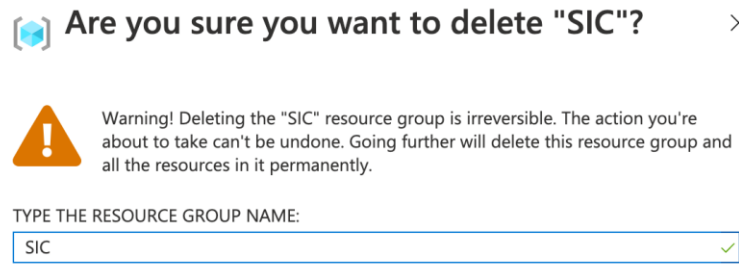 Are you sure you want to delete "SIC"?
Warning! Deleting the "SIC" resource group is irreversible. The action you're
about to take can't be undone. Going further will delete this resource group and
all the resources in it permanently.
TYPE THE RESOURCE GROUP NAME:
SIC